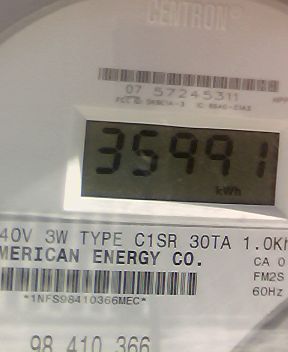 CENTRON®
07 57245311
35991
kWh
40V 3W TYPE C1SR 30TA 1.0Kh
MERICAN ENERGY CO.
CA 0
FM2S
60Hz
*1NFS98410366MEC*
98 410 366